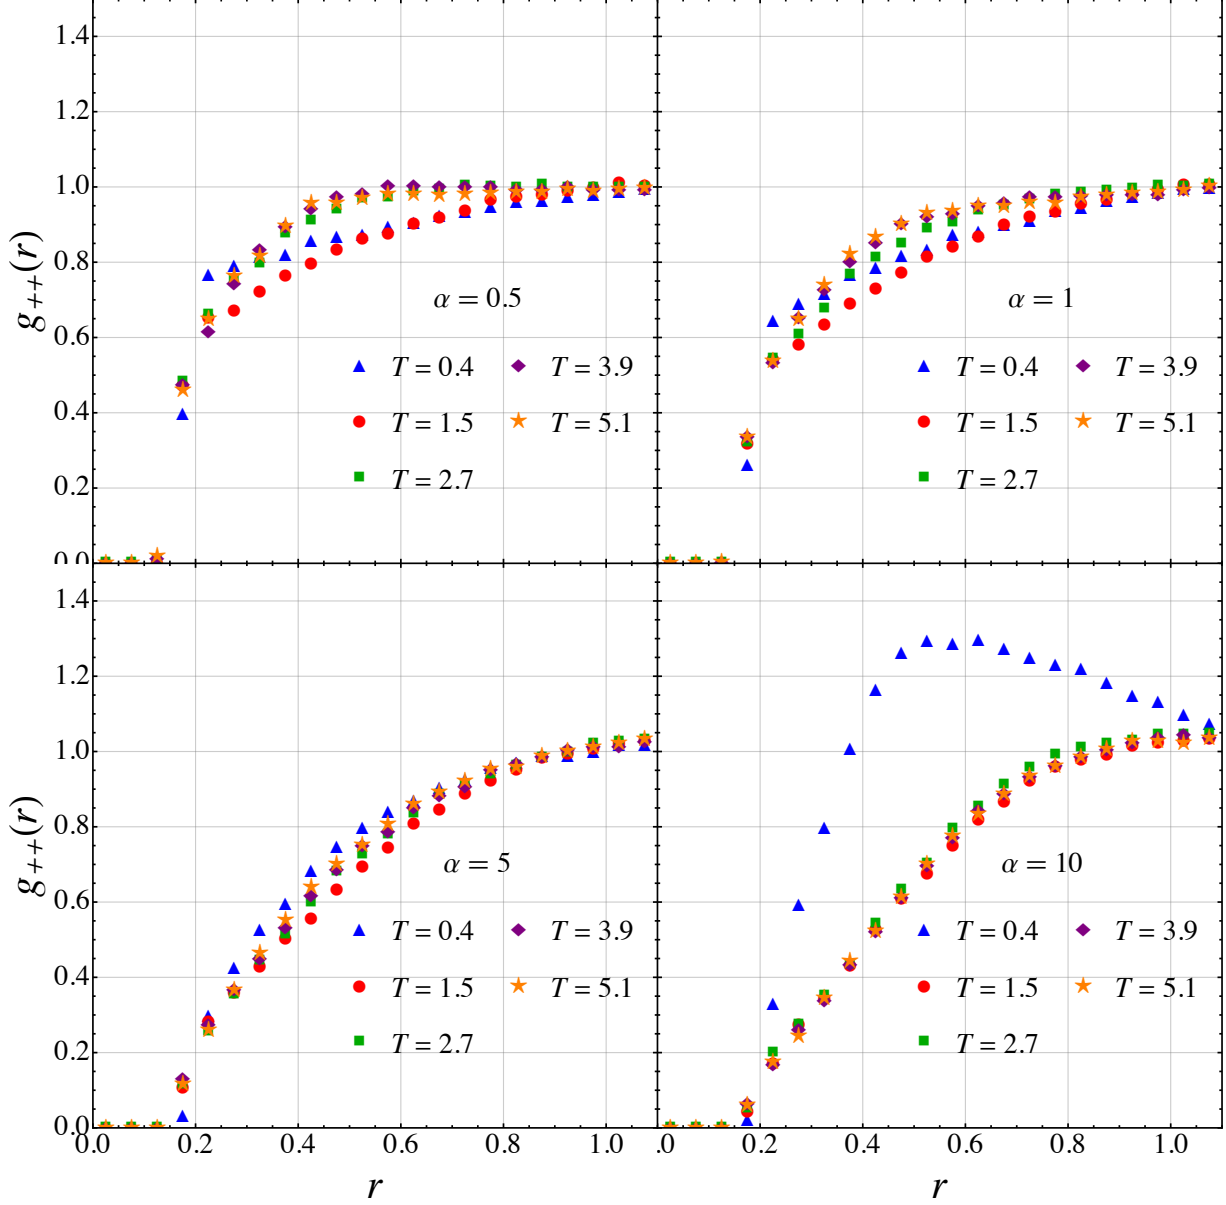 1.4
1.2
1.0
0.8
0.6
0.4
0.2
0.0
g++(r)
α = 0.5
T = 0.4 T = 3.9
T = 1.5 T = 5.1
T = 2.7
α = 1
T = 0.4 T = 3.9
T = 1.5 T = 5.1
T = 2.7
1.4
1.2
1.0
0.8
0.6
0.4
0.2
0.0
g++(r)
α = 5
T = 0.4 T = 3.9
T = 1.5 T = 5.1
T = 2.7
α = 10
T = 0.4 T = 3.9
T = 1.5 T = 5.1
T = 2.7
0.0 0.2 0.4 0.6 0.8 1.0 .0 0.2 0.4 0.6 0.8 1.0
r r